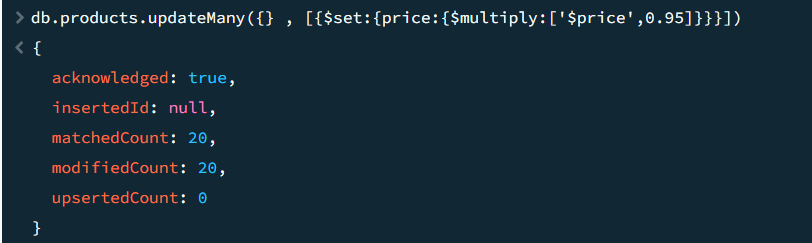 > db.products.updateMany({} , [{$set:{price:{$multiply:['$price',0.95]}}}])
< {
acknowledged: true,
insertedId: null,
matchedCount: 20,
modifiedCount: 20,
upsertedCount: 0
}